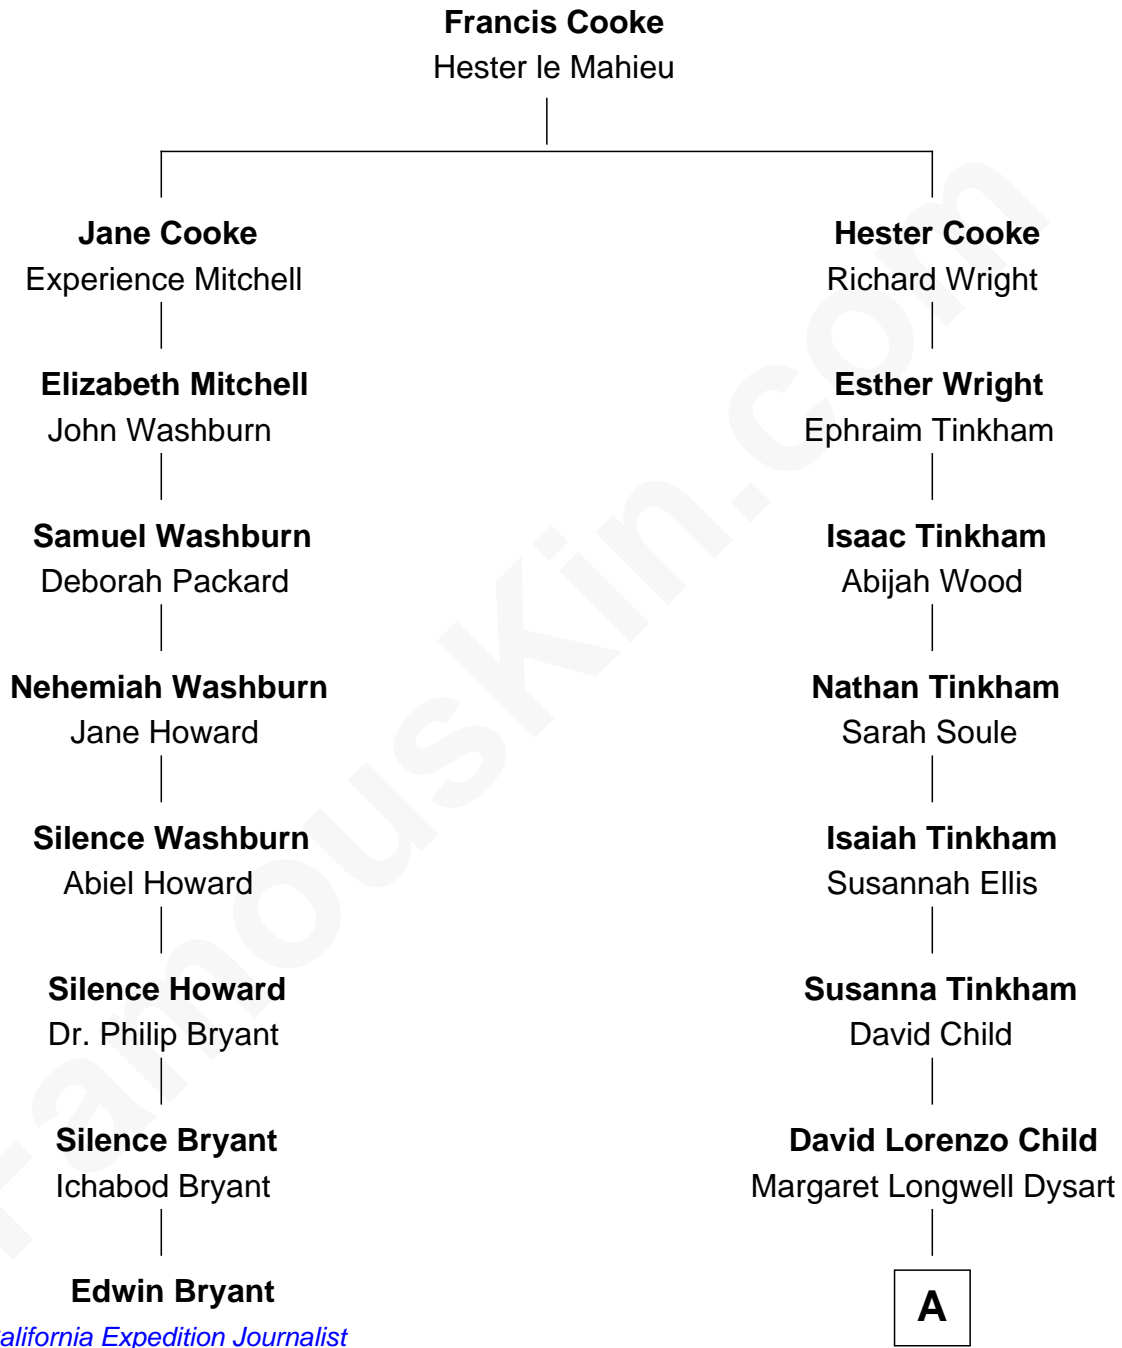 Francis Cooke
Hester le Mahieu
Jane Cooke
Experience Mitchell
Hester Cooke
Richard Wright
Elizabeth Mitchell
John Washburn
Esther Wright
Ephraim Tinkham
Samuel Washburn
Deborah Packard
Isaac Tinkham
Abijah Wood
Nehemiah Washburn
Jane Howard
Nathan Tinkham
Sarah Soule
Silence Washburn
Abiel Howard
Isaiah Tinkham
Susannah Ellis
Silence Howard
Dr. Philip Bryant
Susanna Tinkham
David Child
Silence Bryant
Ichabod Bryant
David Lorenzo Child
Margaret Longwell Dysart
Edwin Bryant
alifornia Expedition Journalist
A
FamousKin.com